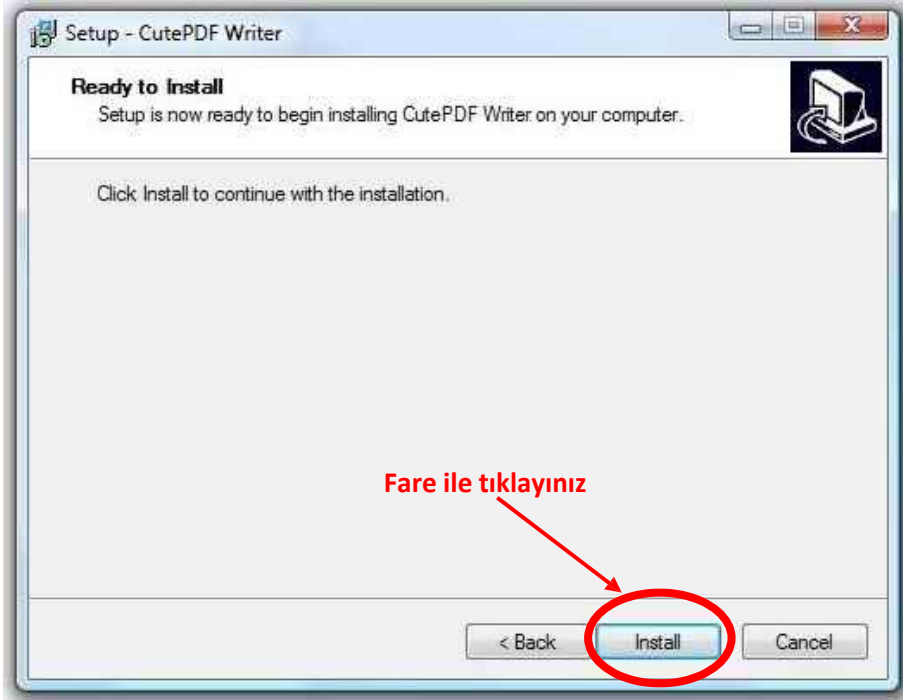 Setup - CutePDF Writer
Ready to Install
Setup is now ready to begin installing CutePDF Writer on your computer.
Click Install to continue with the installation.
Fare ile tıklayınız
< Back Install Cancel